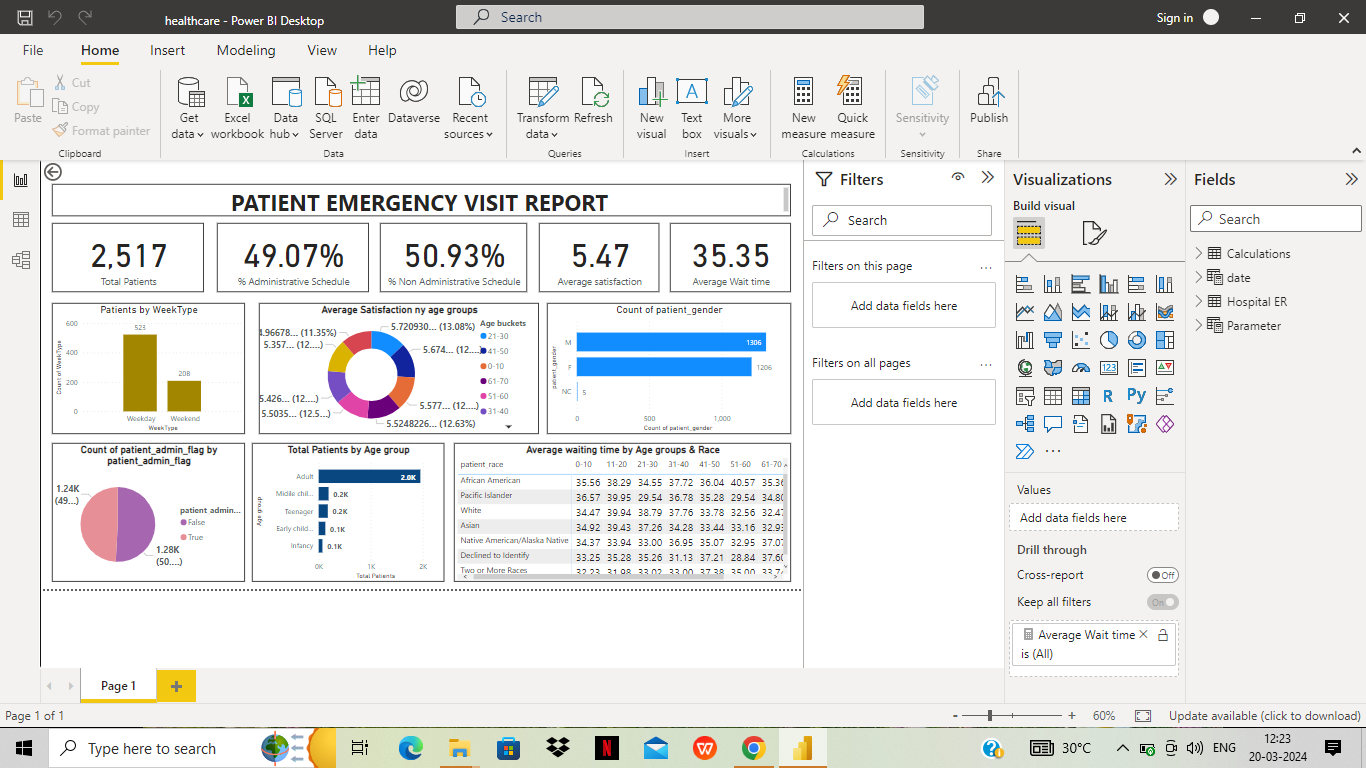 healthcare - Power BI Desktop
Search
Sign in
File
Home
Insert
Modeling
View
Help
Paste
Cut
Copy
Format painter
Clipboard
Get data
Excel workbook
Data hub
SQL Server
Enter data
Dataverse
Recent sources
Data
Transform data
Refresh
Queries
New visual
Text box
More visuals
Insert
New measure
Quick measure
Calculations
Sensitivity
Sensitivity
Publish
Share
PATIENT EMERGENCY VISIT REPORT
2,517
Total Patients
49.07%
% Administrative Schedule
50.93%
% Non Administrative Schedule
5.47
Average satisfaction
35.35
Average Wait time
Patients by WeekType
600
400
200
0
Count of WeekType
523
208
Weekday
Weekend
WeekType
Average Satisfaction ny age groups
4.96678... (11.35%)
5.357... (12....)
5.426... (12....)
5.5035... (12.5...)
5.720930... (13.08%)
5.674... (12....)
5.577... (12....)
5.5248226... (12.63%)
Age buckets
21-30
41-50
0-10
61-70
51-60
31-40
Count of patient_gender
patient_gender
M
1306
F
1206
NC
5
0
500
1,000
Count of patient_gender
Count of patient_admin_flag by
patient_admin_flag
1.24K
(49...)
1.28K
(50....)
patient admin...
False
True
Total Patients by Age group
Age group
Adult
2.0K
Midile chil...
0.2K
Teenager
0.2K
Early child...
0.1K
Infancy
0.1K
0K
1K
2K
Total Patients
Average waiting time by Age groups & Race
patient_race 0-10 11-20 21-30 31-40 41-50 51-60 61-70
African American 35.56 38.29 34.55 37.72 36.04 40.57 35.36
Pacific Islander 36.57 39.95 29.54 36.78 35.28 29.54 34.80
White 34.47 39.94 38.79 37.76 33.78 32.56 32.47
Asian 34.92 39.43 37.26 34.28 33.44 33.16 32.93
Native American/Alaska Native 34.37 33.94 33.00 36.95 35.07 32.95 37.07
Declined to Identify 33.25 35.28 35.26 31.13 37.21 28.84 37.60
Two or More Races 32.23 31.98 33.02 33.00 37.38 35.00 33.74
Filters
Search
Filters on this page
...
Add data fields here
Filters on all pages
...
Add data fields here
Visualizations
Build visual
123
R
Py
...
Values
Add data fields here
Drill through
Cross-report
Off
Keep all filters
On
Average Wait time
is (All)
Fields
Search
Calculations
date
Hospital ER
Parameter
Page 1
Page 1 of 1
- +
60%
Update available (click to download)
Type here to search
30°C
ENG
12:23
20-03-2024